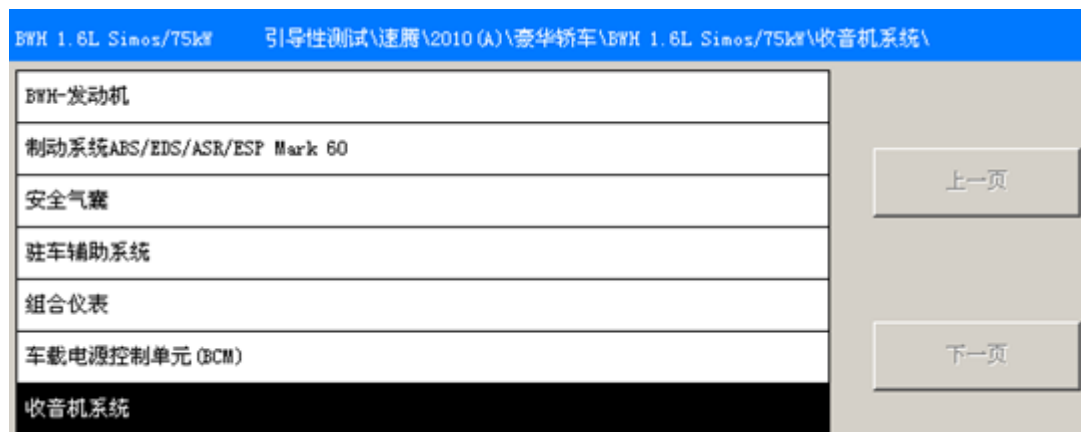 BWH 1.6L Simos/75kW 引导性测试\速腾\2010(A)\豪华轿车\BWH 1.6L Simos/75kW\收音机系统\
BWH-发动机
制动系统ABS/EDS/ASR/ESP Mark 60
上一页
安全气囊
驻车辅助系统
组合仪表
车载电源控制单元(BCM)
下一页
收音机系统